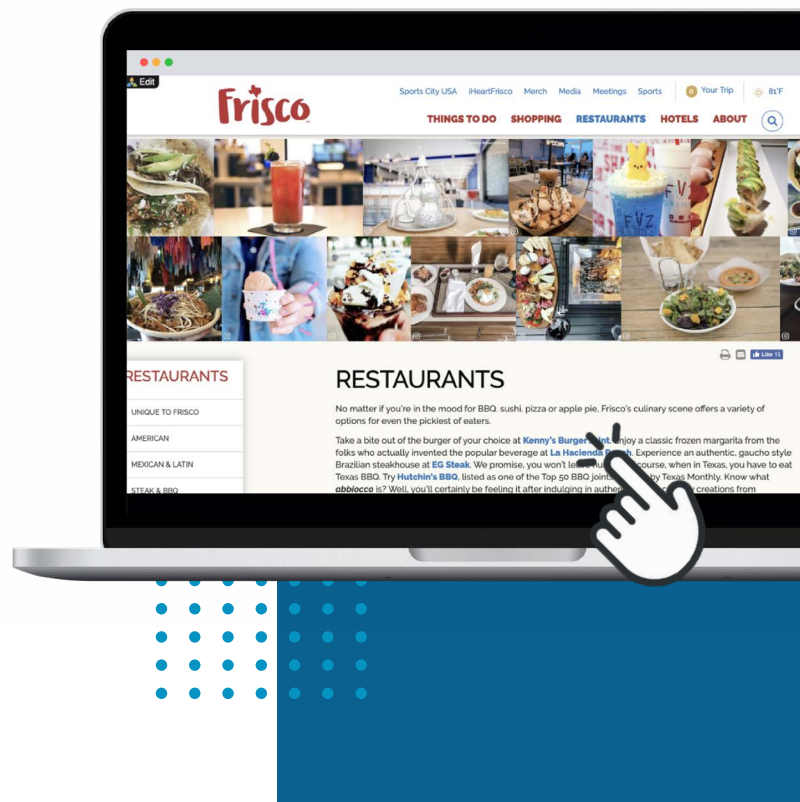 Edit
Frisco
Sports City USA iHeartFrisco Merch Media Meetings Sports 0 Your Trip 81°F
THINGS TO DO SHOPPING RESTAURANTS HOTELS ABOUT
FVZ
FVZ
Like 1
RESTAURANTS
UNIQUE TO FRISCO
AMERICAN
MEXICAN & LATIN
STEAK & BBQ
RESTAURANTS
No matter if you're in the mood for BBQ, sushi, pizza or apple pie, Frisco's culinary scene offers a variety of
options for even the pickiest of eaters.
Take a bite out of the burger of your choice at Kenny's Burger Joint. Enjoy a classic frozen margarita from the
folks who actually invented the popular beverage at La Hacienda Ranch. Experience an authentic, gaucho style
Brazilian steakhouse at EG Steak. We promise, you won't course, when in Texas, you have to eat
Texas BBQ. Try Hutchin's BBQ, listed as one of the Top 50 BBQ joints by Texas Monthly. Know what
abbiocco is? Well, you'll certainly be feeling it after indulging in creations from